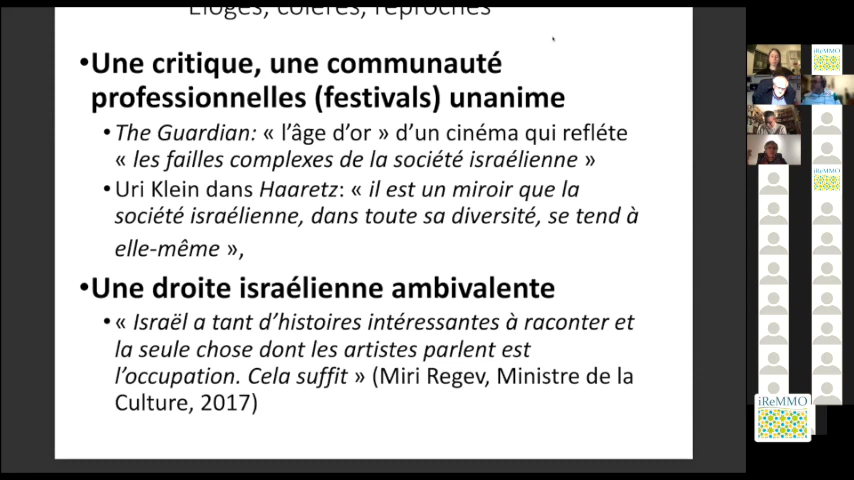 Éloges, colères, reproches
•Une critique, une communauté
professionnelles (festivals) unanime
• The Guardian: « l’âge d’or » d’un cinéma qui refléte
« les failles complexes de la société israélienne »
• Uri Klein dans Haaretz: « il est un miroir que la
société israélienne, dans toute sa diversité, se tend à
elle-même »,
•Une droite israélienne ambivalente
• « Israël a tant d’histoires intéressantes à raconter et
la seule chose dont les artistes parlent est
l’occupation. Cela suffit » (Miri Regev, Ministre de la
Culture, 2017)
iReMMO
iReMMO
iReMMO